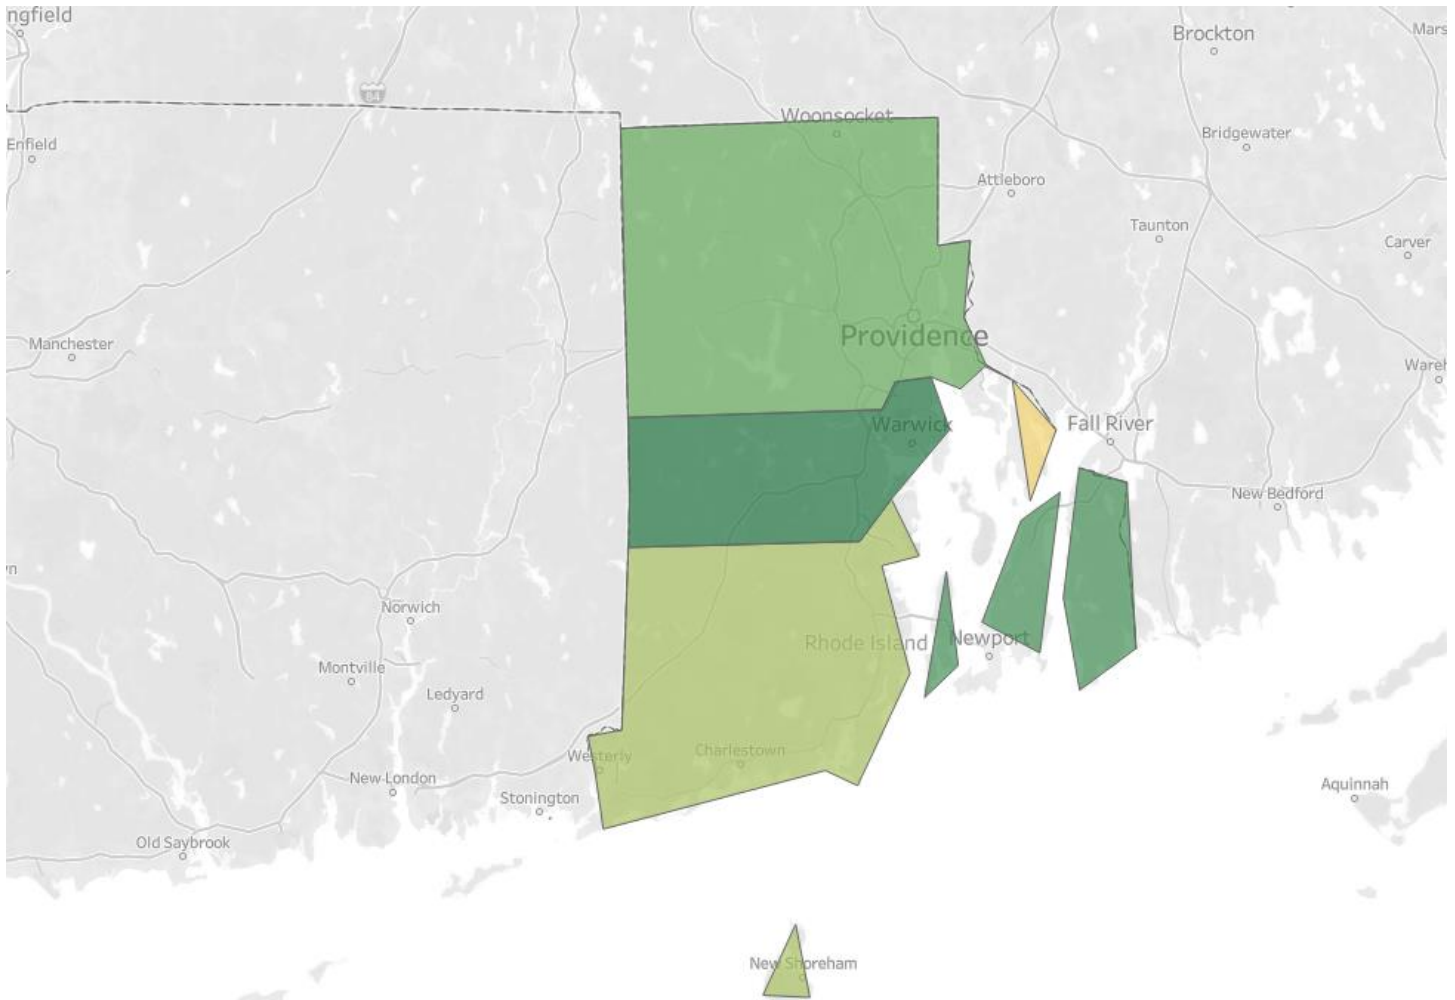 ngfield
Brockton
Mars
84
Woonsocket
Enfield
Bridgewater
Attleboro
Taunton
Carver
Providence
Manchester
Wareh
Warwick
Fall River
New Bedford
n
Norwich
Rhode Island
Newport
Montville
Ledyard
Westerly
Charlestown
New London
Stonington
Aquinnah
Old Saybrook
New Shoreham